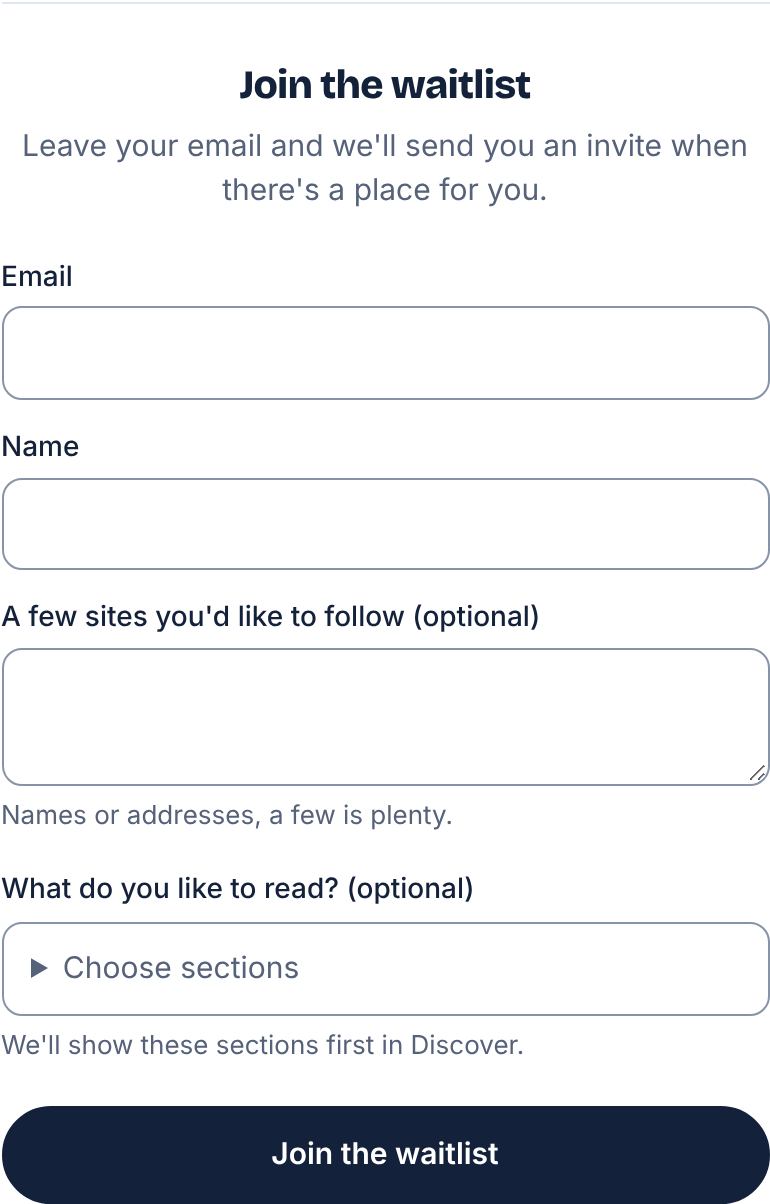 Join the waitlist
Leave your email and we'll send you an invite when
there's a place for you.
Email
Name
A few sites you'd like to follow (optional)
Names or addresses, a few is plenty.
What do you like to read? (optional)
Choose sections
We'll show these sections first in Discover.
Join the waitlist